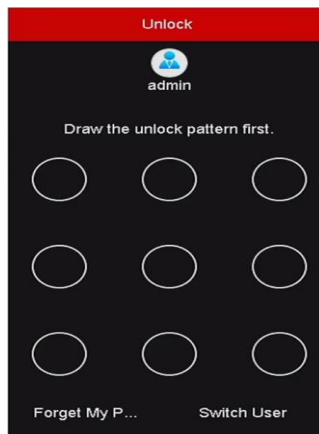 Unlock
admin
Draw the unlock pattern first.
Forget My P...
Switch User